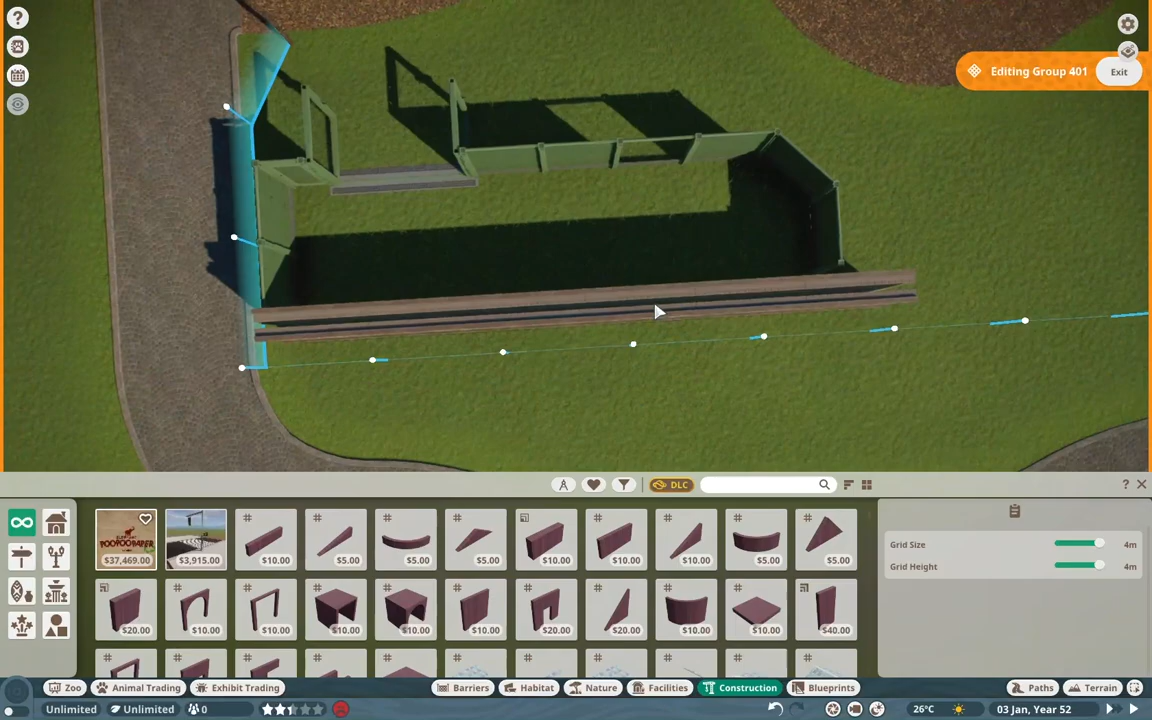 ?
Editing Group 401
Exit
DLC
?
$37,469.00
$3,915.00
$10.00
$5.00
$5.00
$5.00
$10.00
$10.00
$10.00
$5.00
$5.00
Grid Size
4m
Grid Height
4m
$20.00
$10.00
$10.00
$10.00
$10.00
$10.00
$20.00
$20.00
$10.00
$10.00
$40.00
Zoo
Animal Trading
Exhibit Trading
Barriers
Habitat
Nature
Facilities
Construction
Blueprints
Paths
Terrain
Unlimited
Unlimited
0
26°C
03 Jan, Year 52